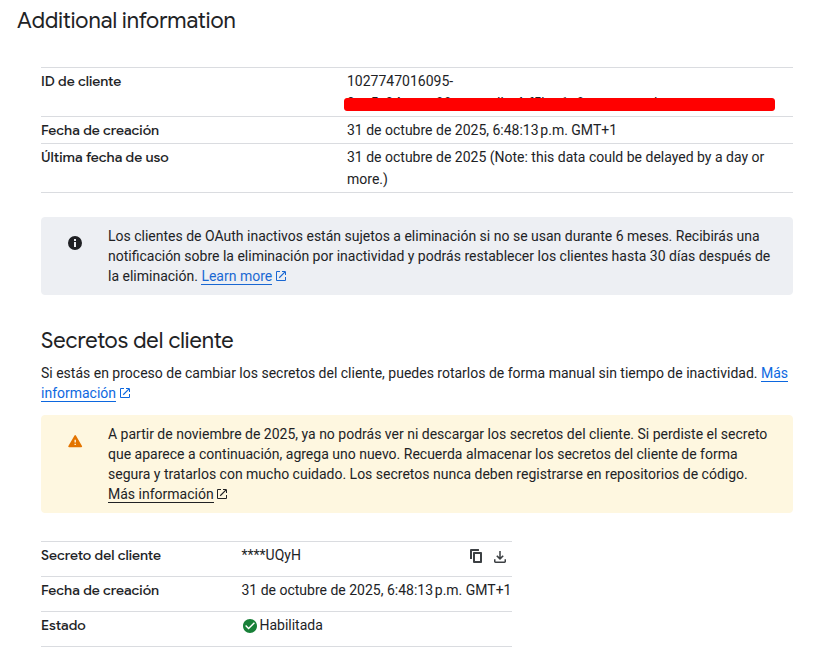 Additional information
ID de cliente 1027747016095-
Fecha de creación 31 de octubre de 2025, 6:48:13 p.m. GMT+1
Última fecha de uso 31 de octubre de 2025 (Note: this data could be delayed by a day or
more.)
Los clientes de OAuth inactivos están sujetos a eliminación si no se usan durante 6 meses. Recibirás una
notificación sobre la eliminación por inactividad y podrás restablecer los clientes hasta 30 días después de
la eliminación. Learn more
Secretos del cliente
Si estás en proceso de cambiar los secretos del cliente, puedes rotarlos de forma manual sin tiempo de inactividad. Más
información
A partir de noviembre de 2025, ya no podrás ver ni descargar los secretos del cliente. Si perdiste el secreto
que aparece a continuación, agrega uno nuevo. Recuerda almacenar los secretos del cliente de forma
segura y tratarlos con mucho cuidado. Los secretos nunca deben registrarse en repositorios de código.
Más información
Secreto del cliente ****UQyH
Fecha de creación 31 de octubre de 2025, 6:48:13 p.m. GMT+1
Estado Habilitada